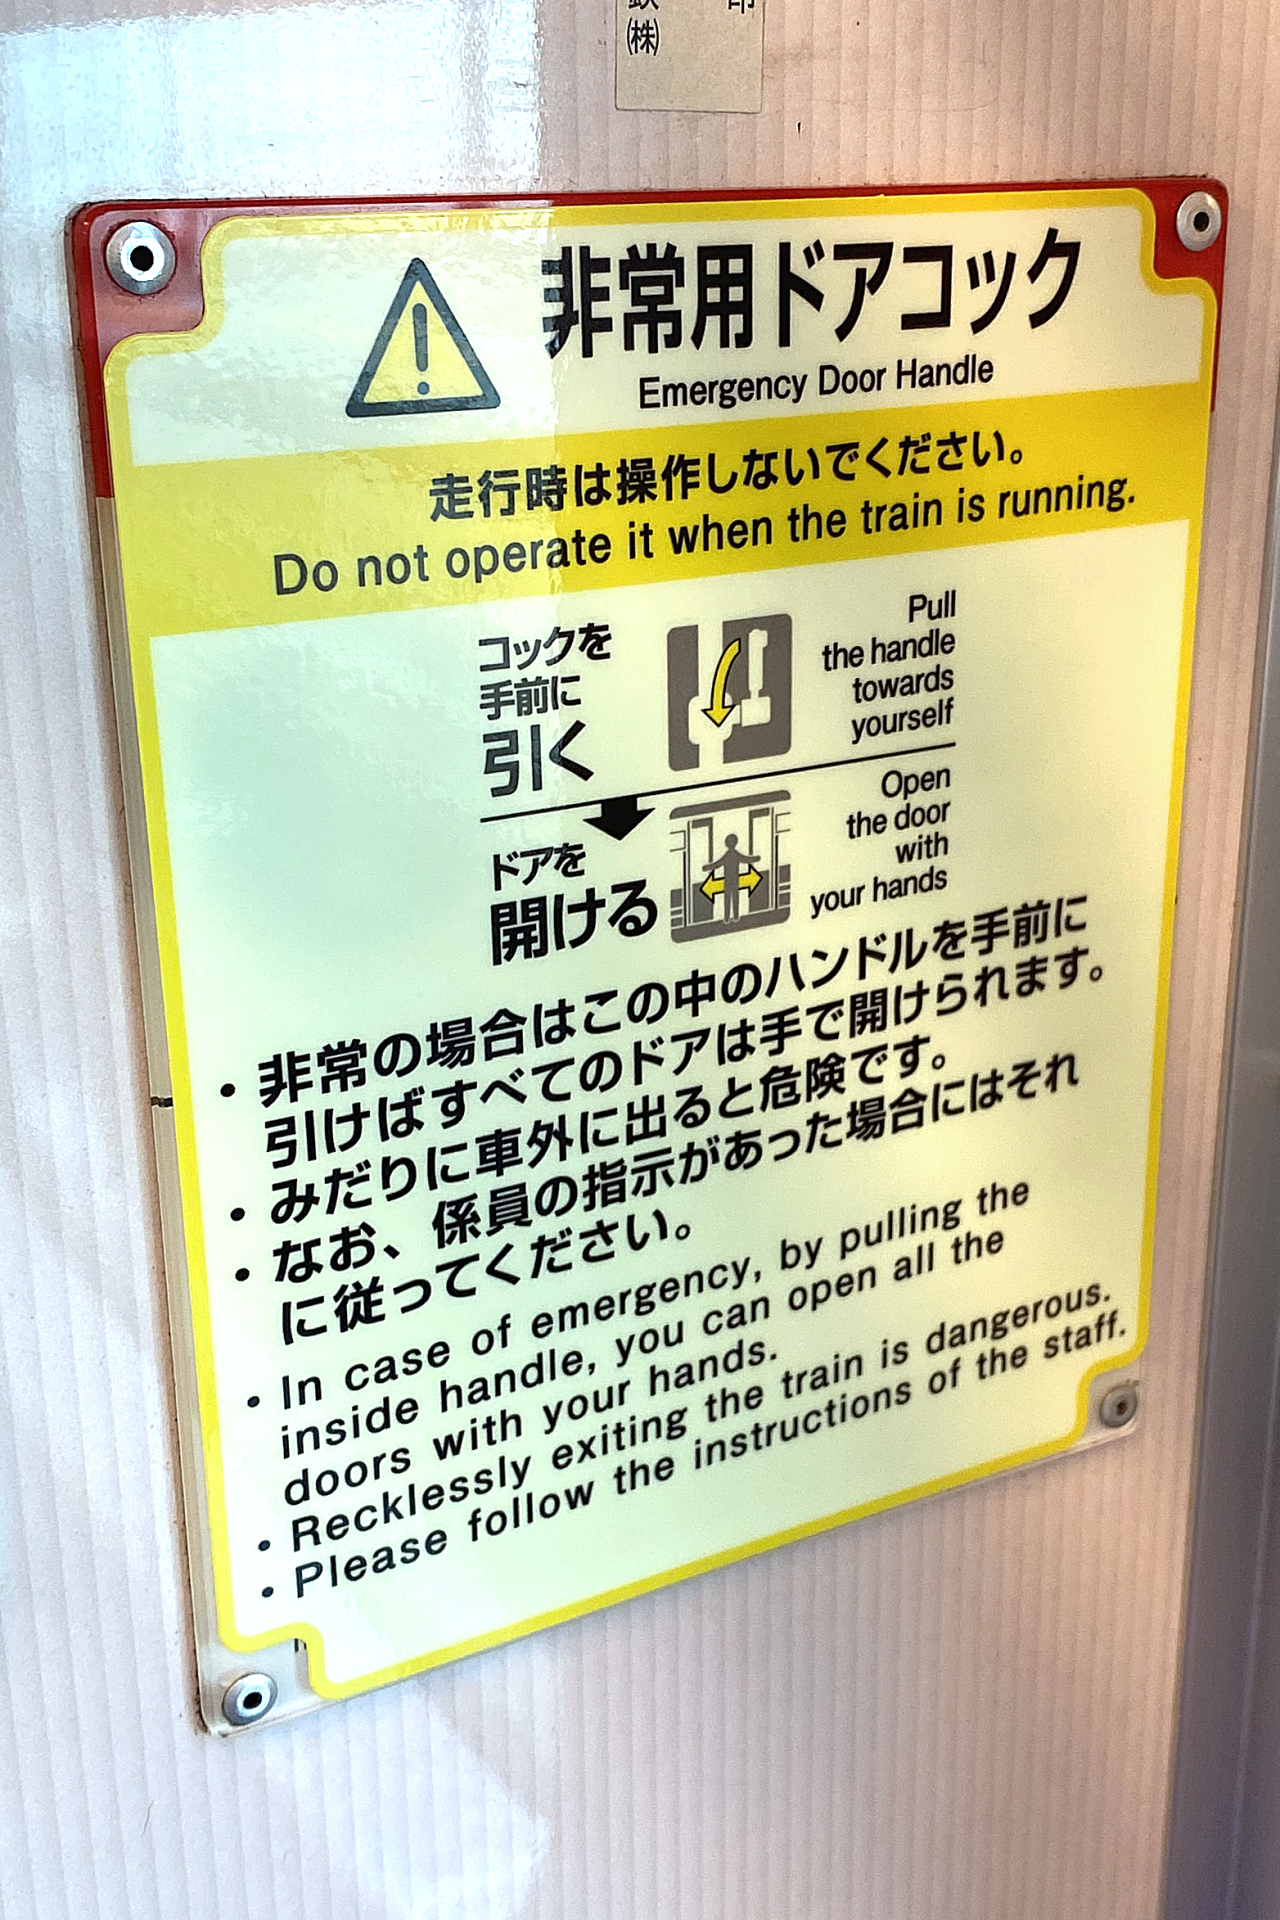 ㈱
非常用ドアコック
Emergency Door Handle
走行時は操作しないでください。
Do not operate it when the train is running.
コックを
手前に
引く
Pull
the handle
towards
yourself
ドアを
開ける
Open
the door
with
your hands
・非常の場合はこの中のハンドルを手前に
引けばすべてのドアは手で開けられます。
・みだりに車外に出ると危険です。
・なお、係員の指示があった場合にはそれ
に従ってください。
・In case of emergency, by pulling the
inside handle, you can open all the
doors with your hands.
・Recklessly exiting the train is dangerous.
・Please follow the instructions of the staff.